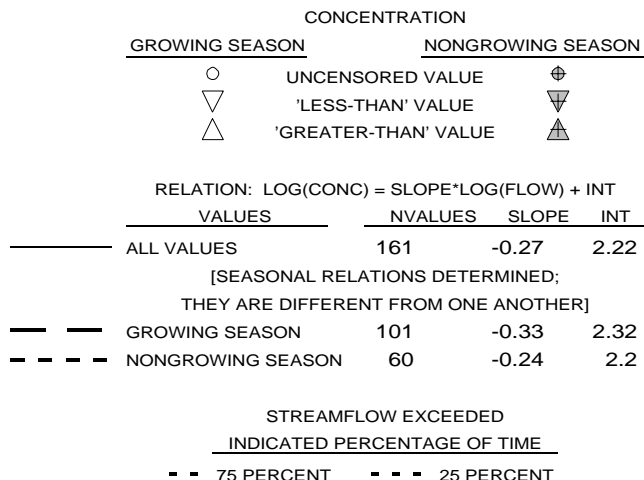 CONCENTRATION
GROWING SEASON NONGROWING SEASON
UNCENSORED VALUE
'LESS-THAN' VALUE
'GREATER-THAN' VALUE
RELATION: LOG(CONC) = SLOPE*LOG(FLOW) + INT
VALUES NVALUES SLOPE INT
ALL VALUES 161 -0.27 2.22
[SEASONAL RELATIONS DETERMINED;
THEY ARE DIFFERENT FROM ONE ANOTHER]
GROWING SEASON 101 -0.33 2.32
NONGROWING SEASON 60 -0.24 2.2
STREAMFLOW EXCEEDED
INDICATED PERCENTAGE OF TIME
75 PERCENT 25 PERCENT